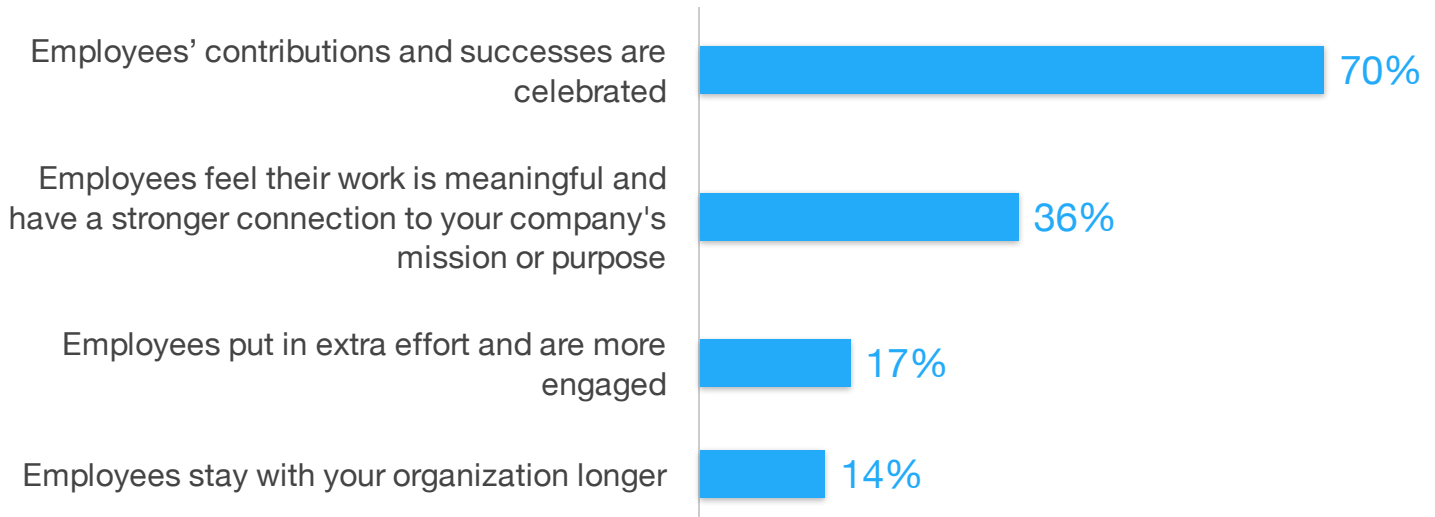 Employees’ contributions and successes are
celebrated
70%
Employees feel their work is meaningful and
have a stronger connection to your company's
mission or purpose
36%
Employees put in extra effort and are more
engaged
17%
Employees stay with your organization longer
14%